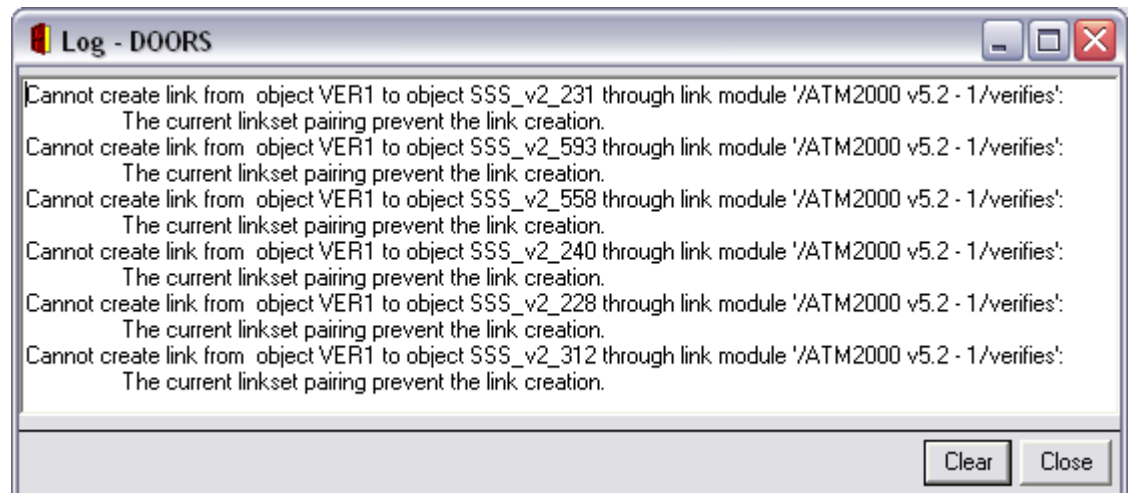 Log - DOORS
Cannot create link from  object VER1 to object SSS_v2_231 through link module '/ATM2000 v5.2 - 1/verifies':
The current linkset pairing prevent the link creation.
Cannot create link from  object VER1 to object SSS_v2_593 through link module '/ATM2000 v5.2 - 1/verifies':
The current linkset pairing prevent the link creation.
Cannot create link from  object VER1 to object SSS_v2_558 through link module '/ATM2000 v5.2 - 1/verifies':
The current linkset pairing prevent the link creation.
Cannot create link from  object VER1 to object SSS_v2_240 through link module '/ATM2000 v5.2 - 1/verifies':
The current linkset pairing prevent the link creation.
Cannot create link from  object VER1 to object SSS_v2_228 through link module '/ATM2000 v5.2 - 1/verifies':
The current linkset pairing prevent the link creation.
Cannot create link from  object VER1 to object SSS_v2_312 through link module '/ATM2000 v5.2 - 1/verifies':
The current linkset pairing prevent the link creation.
Clear Close